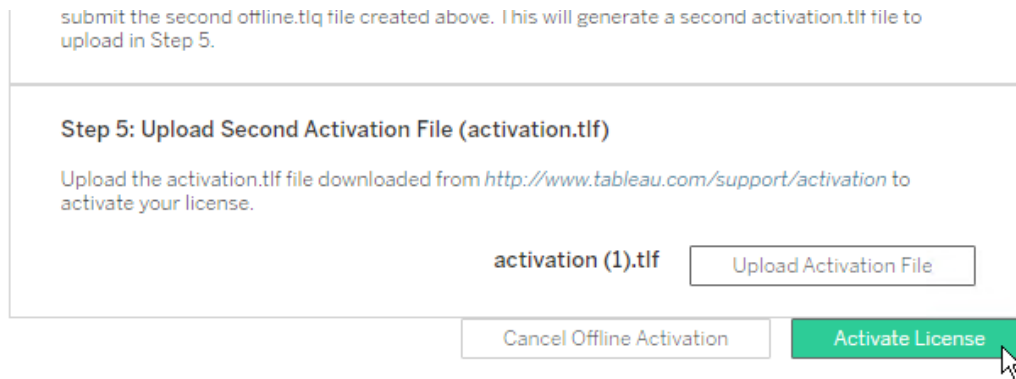 submit the second offline.tlq file created above. This will generate a second activation.tlf file to
upload in Step 5.
Step 5: Upload Second Activation File (activation.tlf)
Upload the activation.tlf file downloaded from http://www.tableau.com/support/activation to
activate your license.
activation (1).tlf
Upload Activation File
Cancel Offline Activation
Activate License